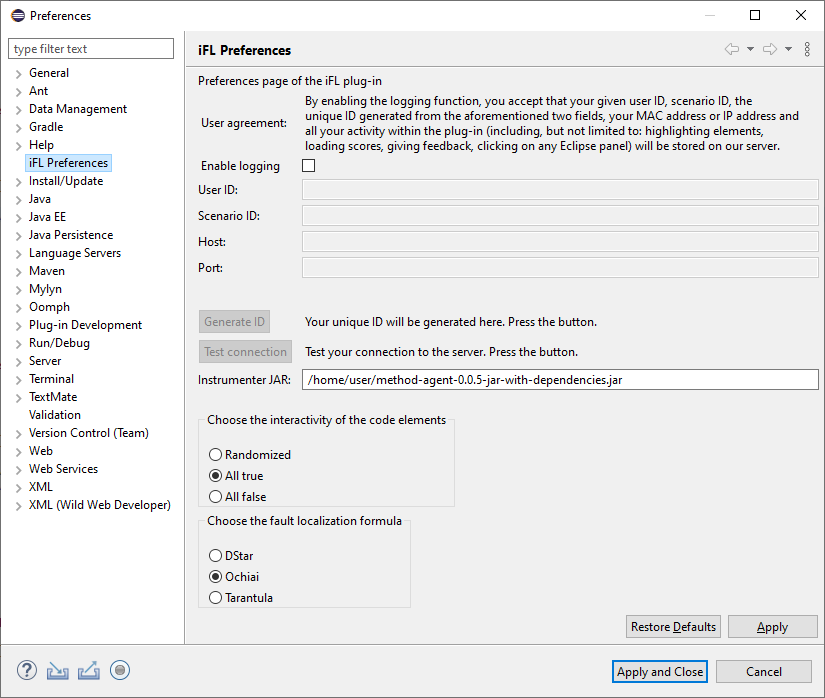 Preferences
type filter text
General
Ant
Data Management
Gradle
Help
iFL Preferences
Install/Update
Java
Java EE
Java Persistence
Language Servers
Maven
Mylyn
Oomph
Plug-in Development
Run/Debug
Server
Terminal
TextMate
Validation
Version Control (Team)
Web
Web Services
XML
XML (Wild Web Developer)
iFL Preferences
Preferences page of the iFL plug-in
User agreement:
By enabling the logging function, you accept that your given user ID, scenario ID, the
unique ID generated from the aforementioned two fields, your MAC address or IP address and
all your activity within the plug-in (including, but not limited to: highlighting elements,
loading scores, giving feedback, clicking on any Eclipse panel) will be stored on our server.
Enable logging
User ID:
Scenario ID:
Host:
Port:
Generate ID Your unique ID will be generated here. Press the button.
Test connection Test your connection to the server. Press the button.
Instrumenter JAR: /home/user/method-agent-0.0.5-jar-with-dependencies.jar
Choose the interactivity of the code elements
Randomized
All true
All false
Choose the fault localization formula
DStar
Ochiai
Tarantula
Restore Defaults Apply
? Apply and Close Cancel